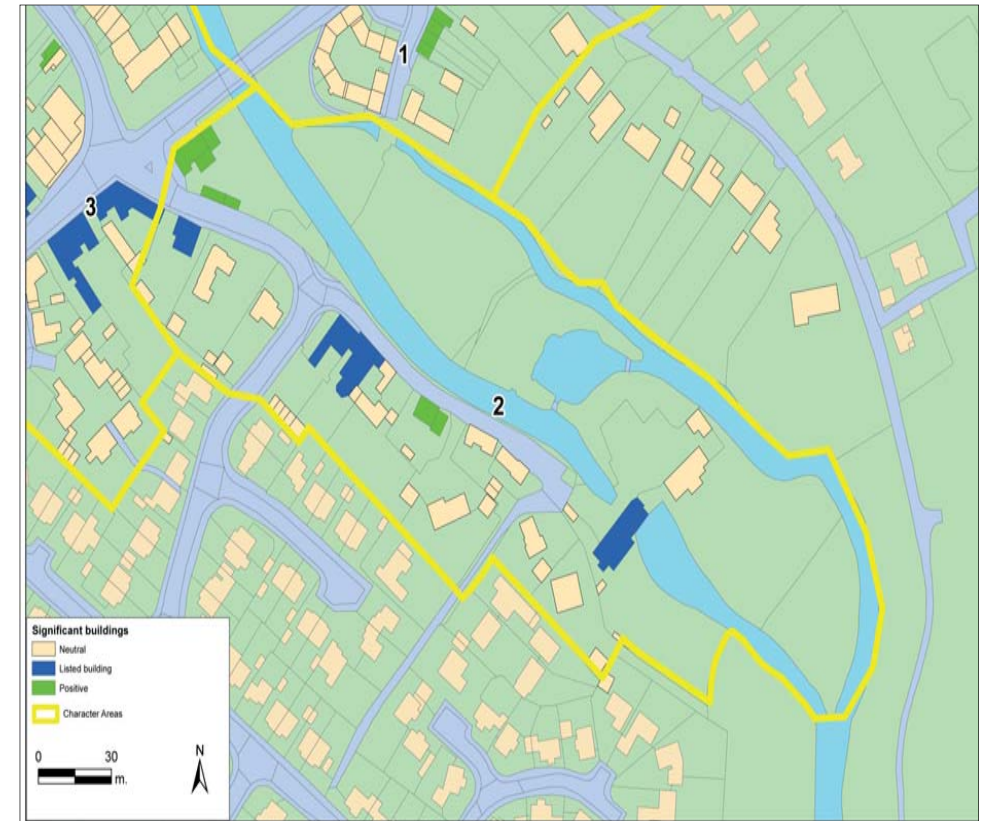 1
3
2
Significant buildings
Neutral
Listed building
Positive
Character Areas
0 30
m.
N